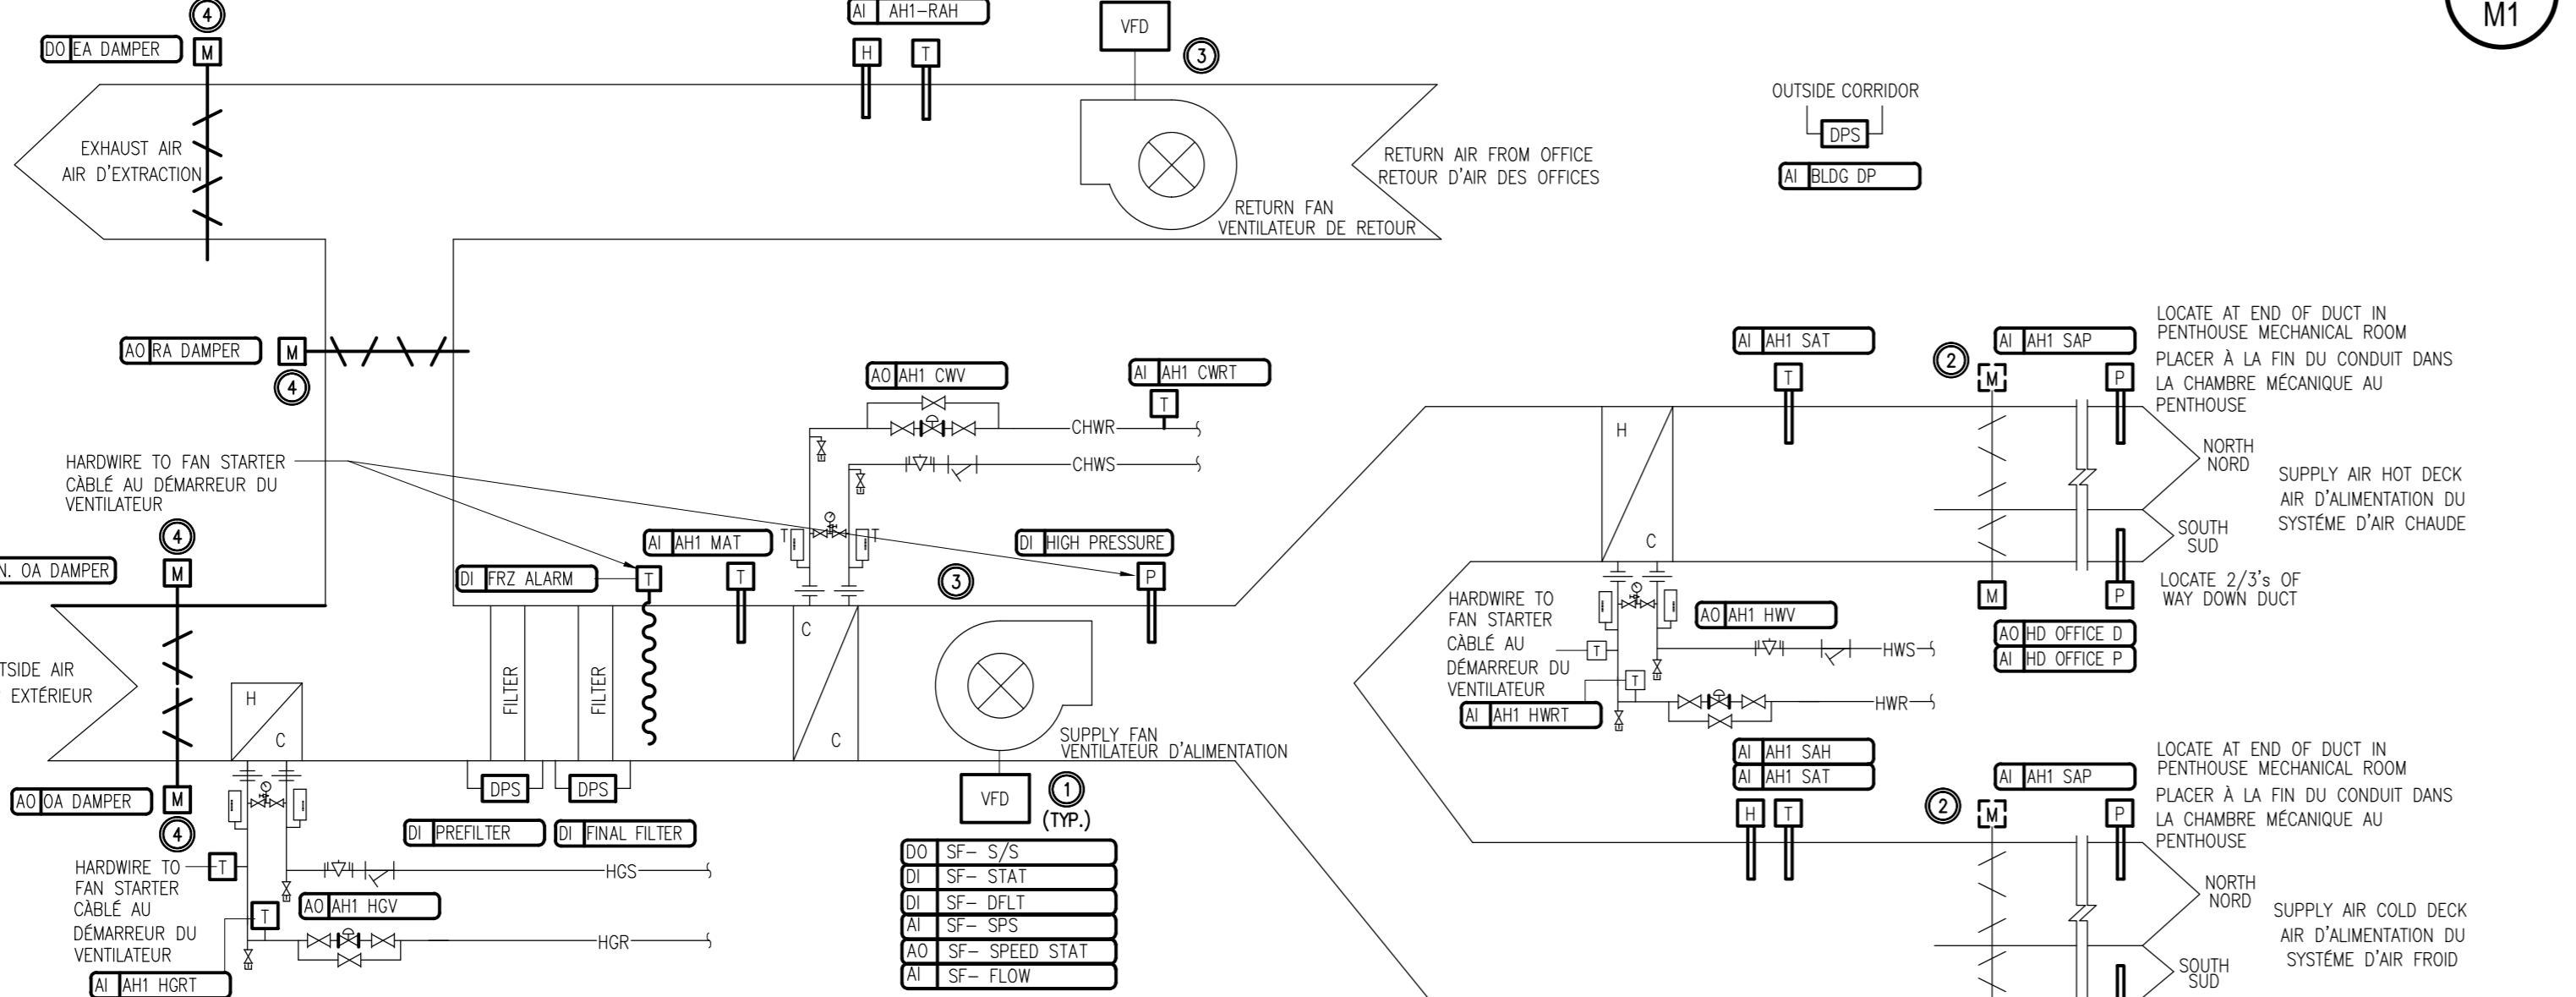 4
M
DO EA DAMPER
AI AH1-RAH
H
T
VFD
3
M1
OUTSIDE CORRIDOR
DPS
AI BLDG DP
EXHAUST AIR
AIR D'EXTRACTION
RETURN AIR FROM OFFICE
RETOUR D'AIR DES OFFICES
RETURN FAN
VENTILATEUR DE RETOUR
AO RA DAMPER
M
4
AO AH1 CWV
AI AH1 CWRT
T
CHWR
CHWS
AI AH1 SAT
T
2
M
AI AH1 SAP
P
LOCATE AT END OF DUCT IN
PENTHOUSE MECHANICAL ROOM
PLACER À LA FIN DU CONDUIT DANS
LA CHAMBRE MÉCANIQUE AU
PENTHOUSE
HARDWIRE TO FAN STARTER
CÀBLÉ AU DÉMARREUR DU
VENTILATEUR
H
C
NORTH
NORD
SUPPLY AIR HOT DECK
AIR D'ALIMENTATION DU
SYSTÉME D'AIR CHAUDE
SOUTH
SUD
4
M
N. OA DAMPER
DI FRZ ALARM
T
AI AH1 MAT
T
T
T
3
DI HIGH PRESSURE
P
M
P
LOCATE 2/3's OF
WAY DOWN DUCT
HARDWIRE TO
FAN STARTER
CÀBLÉ AU
DÉMARREUR DU
VENTILATEUR
T
T
AO AH1 HWV
HWS
HWR
AI AH1 HWRT
AO HD OFFICE D
AI HD OFFICE P
TSIDE AIR
EXTÉRIEUR
H
C
FILTER
FILTER
C
C
SUPPLY FAN
VENTILATEUR D'ALIMENTATION
DPS
DPS
VFD
1
(TYP.)
AO OA DAMPER
M
4
DI PREFILTER
DI FINAL FILTER
DO SF- S/S
DI SF- STAT
DI SF- DFLT
AI SF- SPS
AO SF- SPEED STAT
AI SF- FLOW
HARDWIRE TO
FAN STARTER
CÀBLÉ AU
DÉMARREUR DU
VENTILATEUR
T
T
AO AH1 HGV
HGS
HGR
AI AH1 HGRT
AI AH1 SAH
AI AH1 SAT
H
T
2
M
AI AH1 SAP
P
LOCATE AT END OF DUCT IN
PENTHOUSE MECHANICAL ROOM
PLACER À LA FIN DU CONDUIT DANS
LA CHAMBRE MÉCANIQUE AU
PENTHOUSE
NORTH
NORD
SUPPLY AIR COLD DECK
AIR D'ALIMENTATION DU
SYSTÉME D'AIR FROID
SOUTH
SUD